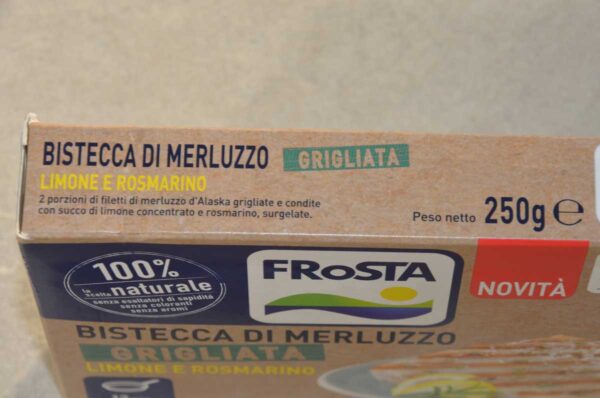 BISTECCA DI MERLUZZO GRIGLIATA
LIMONE E ROSMARINO
2 porzioni di filetti di merluzzo d'Alaska grigliate e condite
con succo di limone concentrato e rosmarino, surgelate.
Peso netto 250g e
100%
la scelta naturale
senza esaltatori di sapidità
senza coloranti
senza aromi
FRoSTA
NOVITÀ
BISTECCA DI MERLUZZO
GRIGLIATA
LIMONE E ROSMARINO